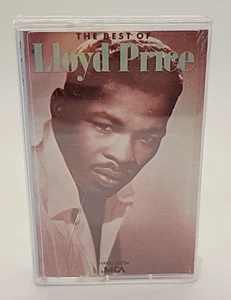 THE BEST OF
Lloyd Price
MCA